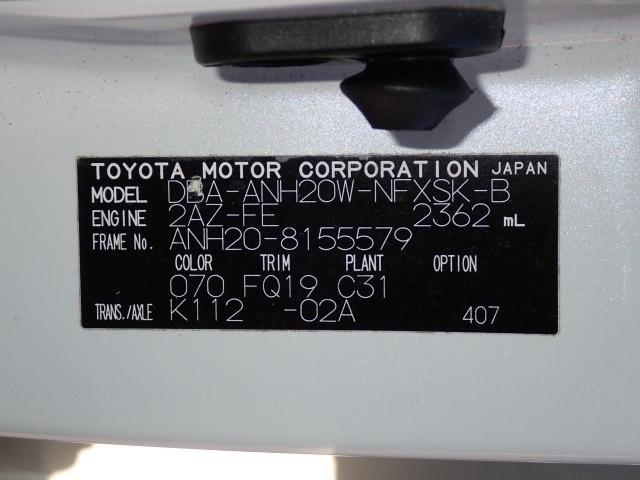 TOYOTA MOTOR CORPORATION JAPAN
MODEL DBA-ANH20W-NFXSK-B
ENGINE 2AZ-FE 2362 mL
FRAME No. ANH20-8155579
COLOR TRIM PLANT OPTION
070 FQ19 C31
TRANS./AXLE K112 -02A 407